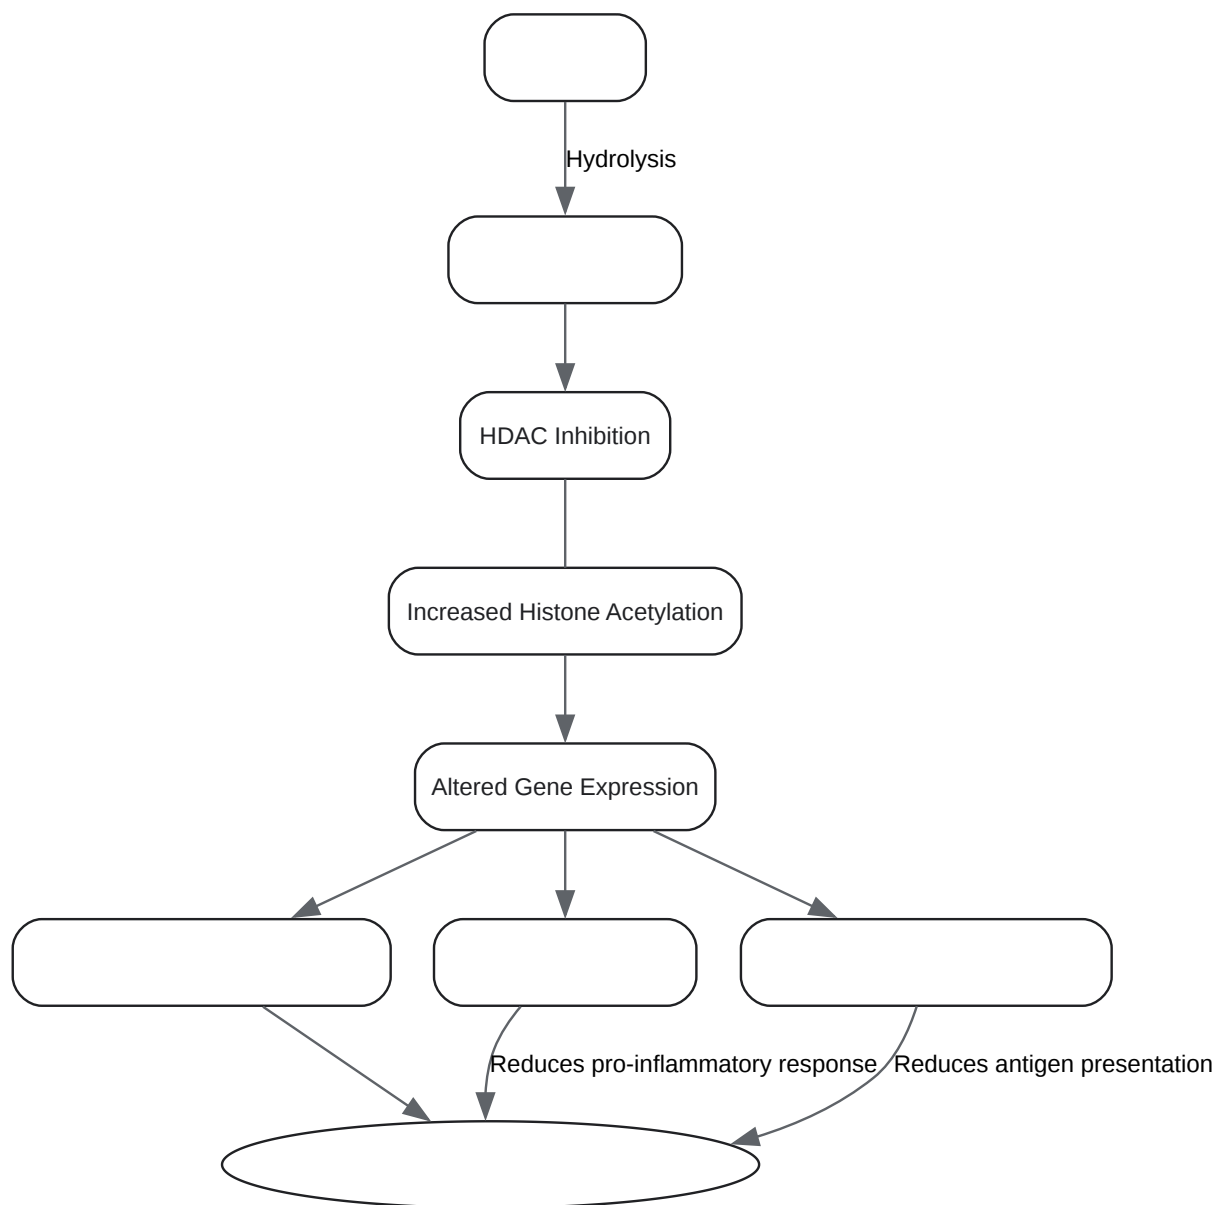 Hydrolysis
HDAC Inhibition
Increased Histone Acetylation
Altered Gene Expression
Reduces pro-inflammatory response
Reduces antigen presentation